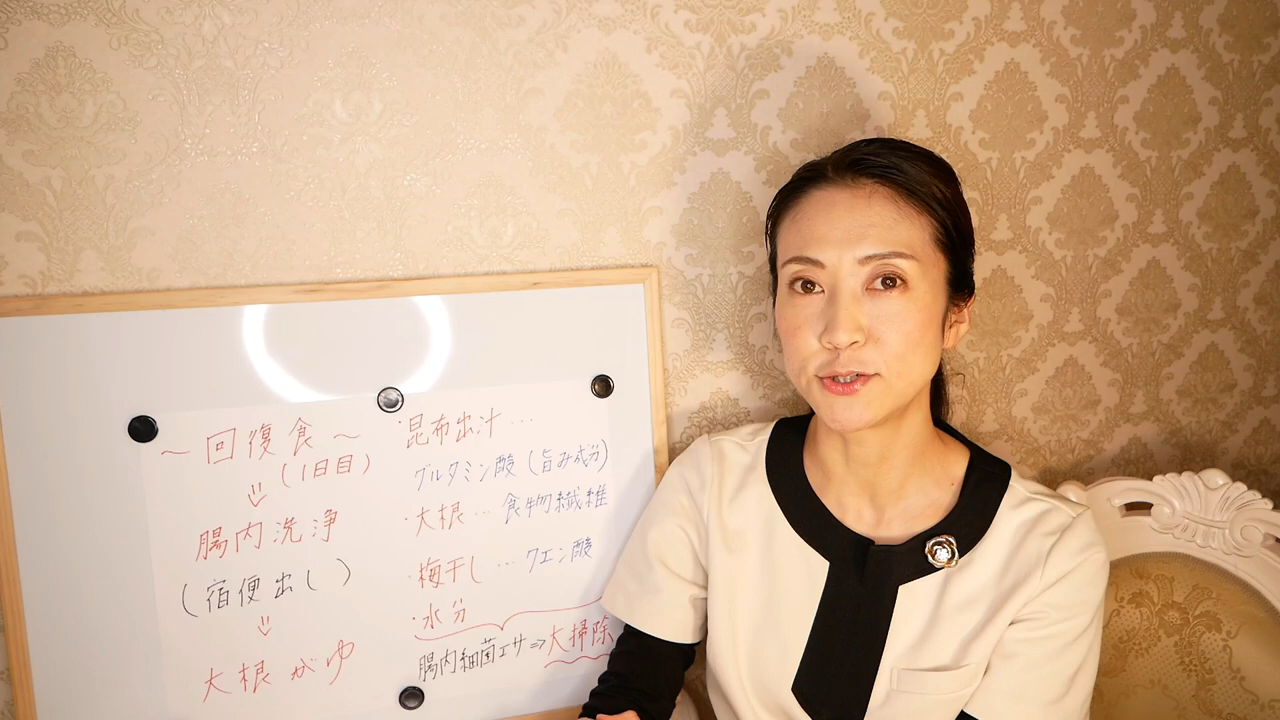 ～回復食～
(1日目)
⇓
腸内洗浄
(宿便出し)
⇓
大根がゆ
・昆布出汁…
グルタミン酸(旨み成分)
・大根…食物繊維
・梅干し…クエン酸
・水分
腸内細菌エサ⇒大掃除